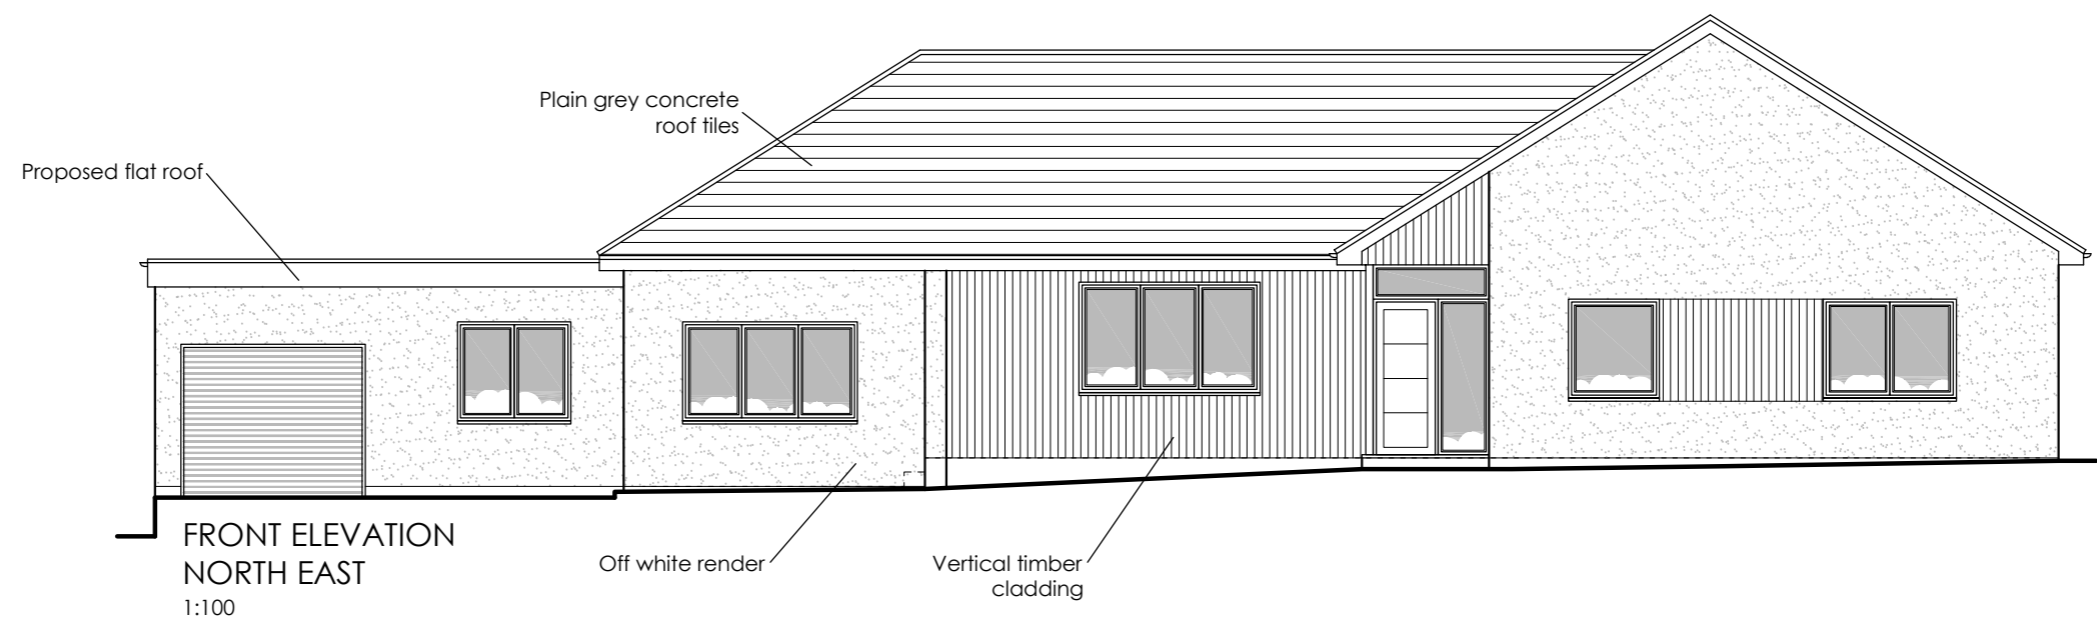 Plain grey concrete
roof tiles
Proposed flat roof
FRONT ELEVATION
NORTH EAST
1:100
Off white render
Vertical timber
cladding